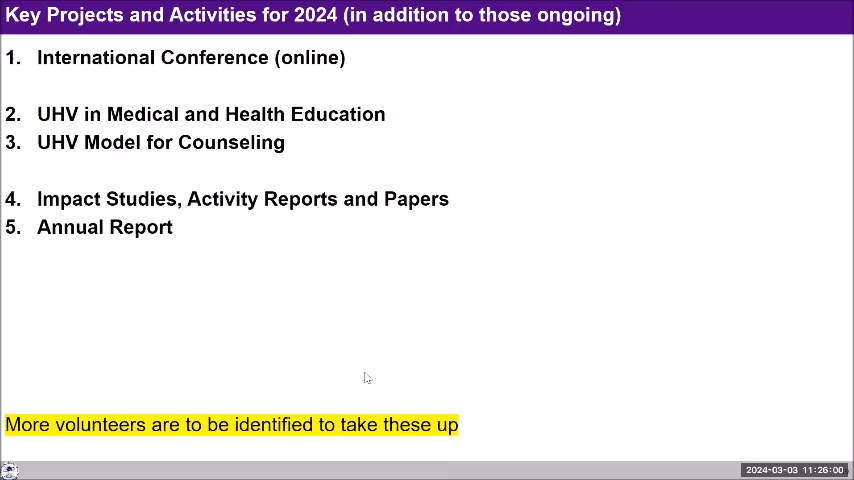 Key Projects and Activities for 2024 (in addition to those ongoing)
1. International Conference (online)
2. UHV in Medical and Health Education
3. UHV Model for Counseling
4. Impact Studies, Activity Reports and Papers
5. Annual Report
More volunteers are to be identified to take these up
2024-03-03 11:26:00